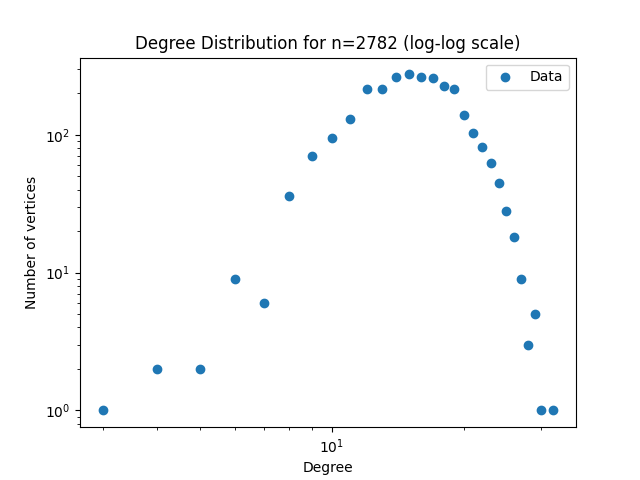 Degree Distribution for n=2782 (log-log scale)
Data
10²
10¹
10⁰
Number of vertices
10¹
Degree